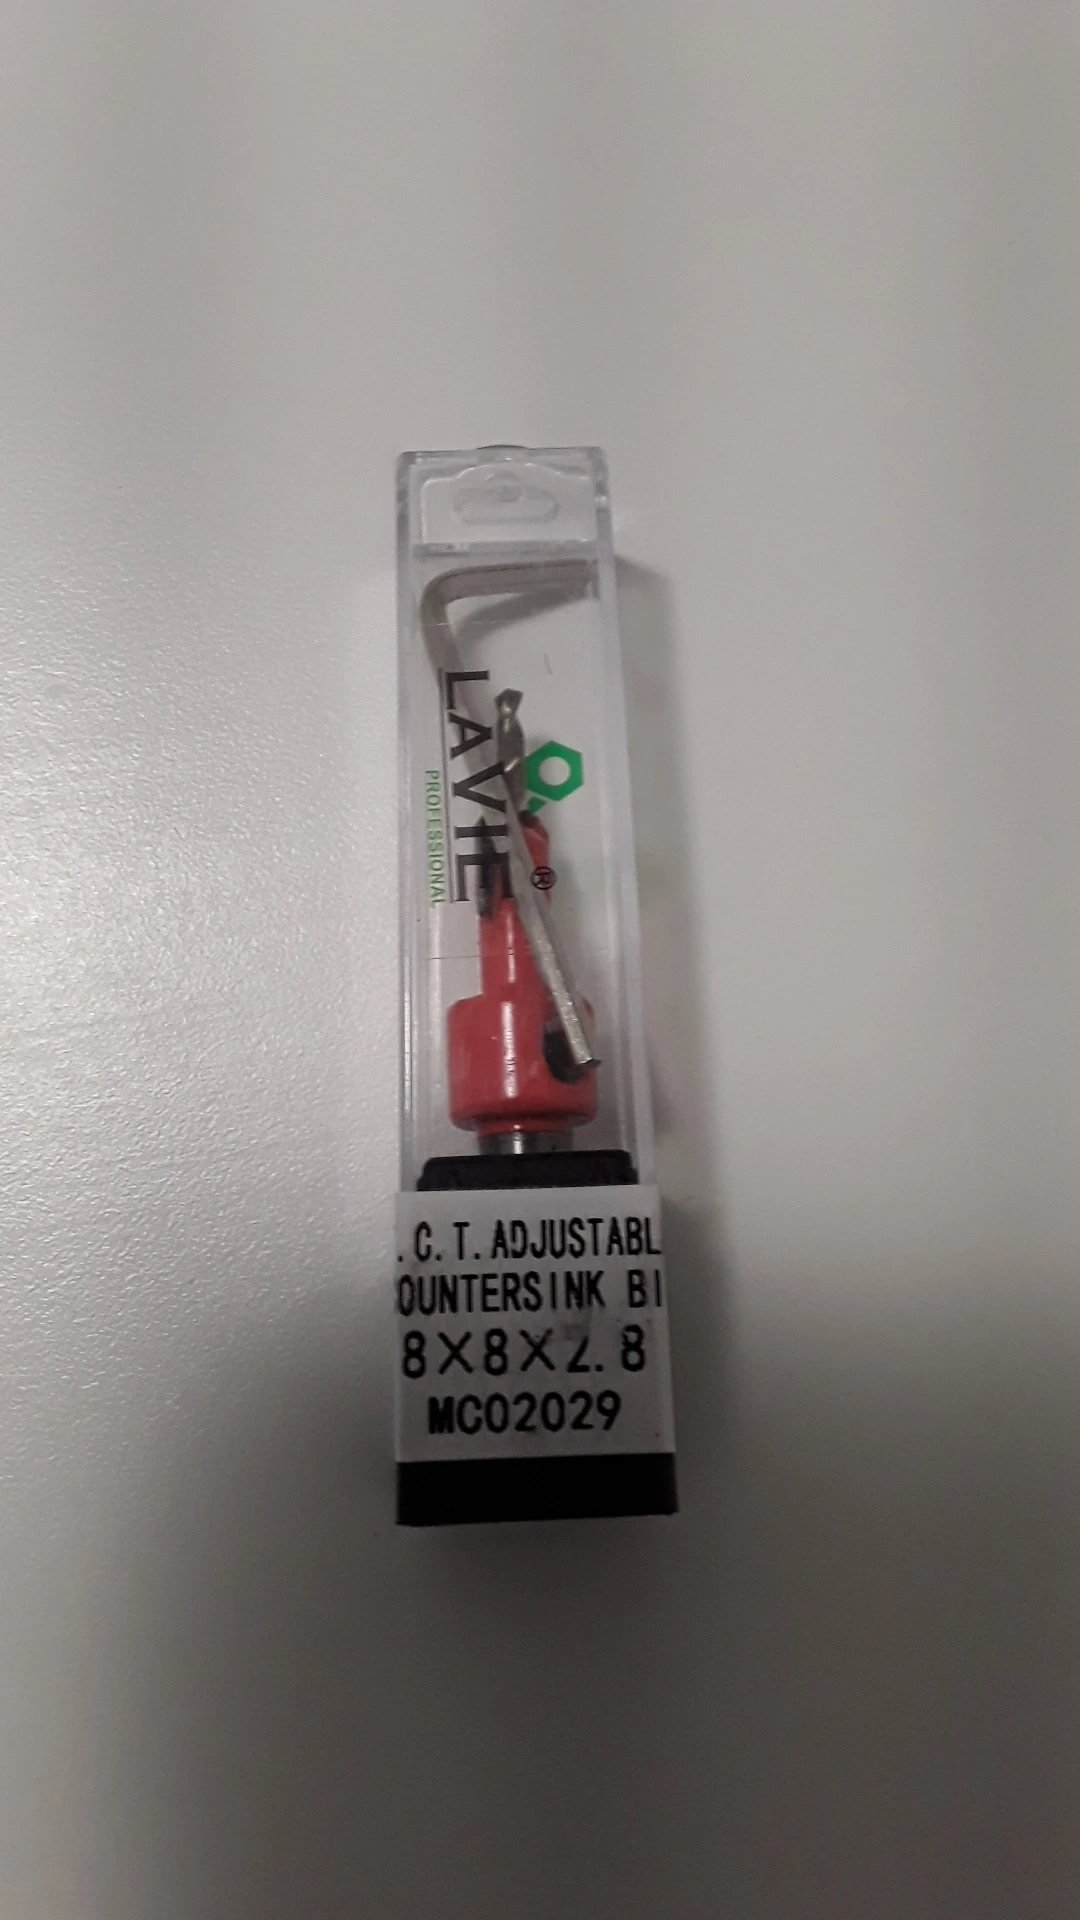 LAVIE®
PROFESSIONAL
.C.T.ADJUSTABL
OUNTERSINK BI
8×8×2.8
MC02029